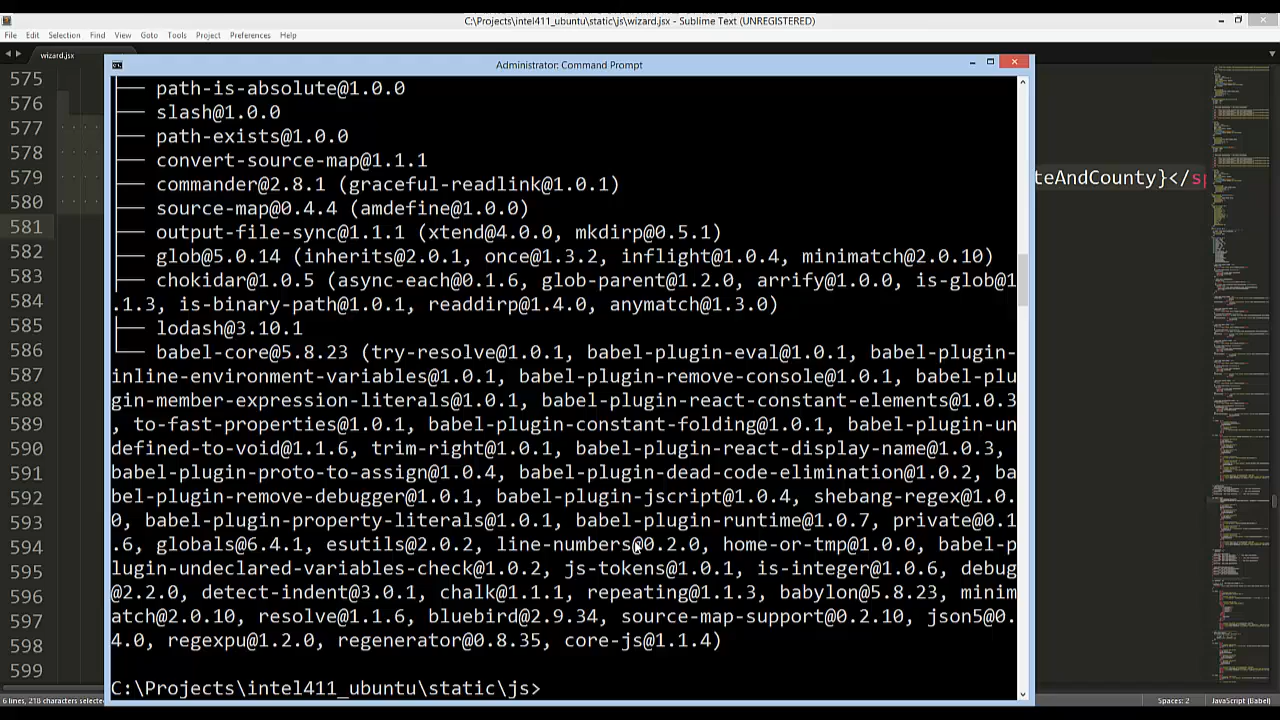 C:\Projects\intel411_ubuntu\static\js\wizard.jsx - Sublime Text (UNREGISTERED)
File Edit Selection Find View Goto Tools Project Preferences Help
wizard.jsx
Administrator: Command Prompt
575
576
577
578
579
580
581
582
583
584
585
586
587
588
589
590
591
592
593
594
595
596
597
598
599
teAndCounty}</sp
├── path-is-absolute@1.0.0
├── slash@1.0.0
├── path-exists@1.0.0
├── convert-source-map@1.1.1
├── commander@2.8.1 (graceful-readlink@1.0.1)
├── source-map@0.4.4 (amdefine@1.0.0)
├── output-file-sync@1.1.1 (xtend@4.0.0, mkdirp@0.5.1)
├── glob@5.0.14 (inherits@2.0.1, once@1.3.2, inflight@1.0.4, minimatch@2.0.10)
├── chokidar@1.0.5 (async-each@0.1.6, glob-parent@1.2.0, arrify@1.0.0, is-glob@1
.1.3, is-binary-path@1.0.1, readdirp@1.4.0, anymatch@1.3.0)
├── lodash@3.10.1
└── babel-core@5.8.23 (try-resolve@1.0.1, babel-plugin-eval@1.0.1, babel-plugin-
inline-environment-variables@1.0.1, babel-plugin-remove-console@1.0.1, babel-plu
gin-member-expression-literals@1.0.1, babel-plugin-react-constant-elements@1.0.3
, to-fast-properties@1.0.1, babel-plugin-constant-folding@1.0.1, babel-plugin-un
defined-to-void@1.1.6, trim-right@1.0.1, babel-plugin-react-display-name@1.0.3,
babel-plugin-proto-to-assign@1.0.4, babel-plugin-dead-code-elimination@1.0.2, ba
bel-plugin-remove-debugger@1.0.1, babel-plugin-jscript@1.0.4, shebang-regex@1.0.
0, babel-plugin-property-literals@1.0.1, babel-plugin-runtime@1.0.7, private@0.1
.6, globals@6.4.1, esutils@2.0.2, line-numbers@0.2.0, home-or-tmp@1.0.0, babel-p
lugin-undeclared-variables-check@1.0.2, js-tokens@1.0.1, is-integer@1.0.6, debug
@2.2.0, detect-indent@3.0.1, chalk@1.1.1, repeating@1.1.3, babylon@5.8.23, minim
atch@2.0.10, resolve@1.1.6, bluebird@2.9.34, source-map-support@0.2.10, json5@0.
4.0, regexpu@1.2.0, regenerator@0.8.35, core-js@1.1.4)
C:\Projects\intel411_ubuntu\static\js
6 lines, 218 characters selected
Spaces: 2
JavaScript (Babel)